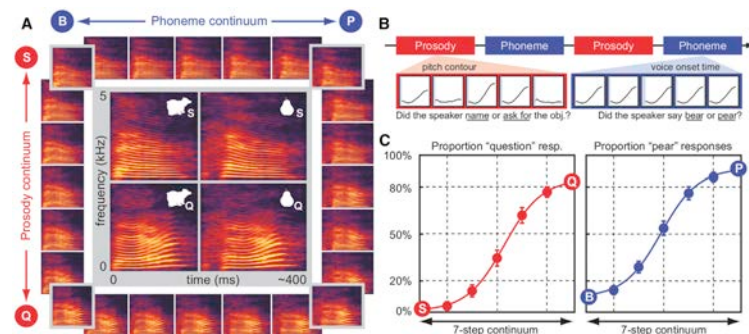 A
B
Phoneme continuum
P
S
Prosody continuum
Q
5
frequency (kHz)
0
S
S
Q
Q
0
time (ms)
~400
B
Prosody
Phoneme
Prosody
Phoneme
pitch contour
voice onset time
Did the speaker name or ask for the obj.?
Did the speaker say bear or pear?
C
Proportion "question" resp.
Proportion "pear" responses
100%
80%
50%
20%
0%
S
Q
B
P
7-step continuum
7-step continuum